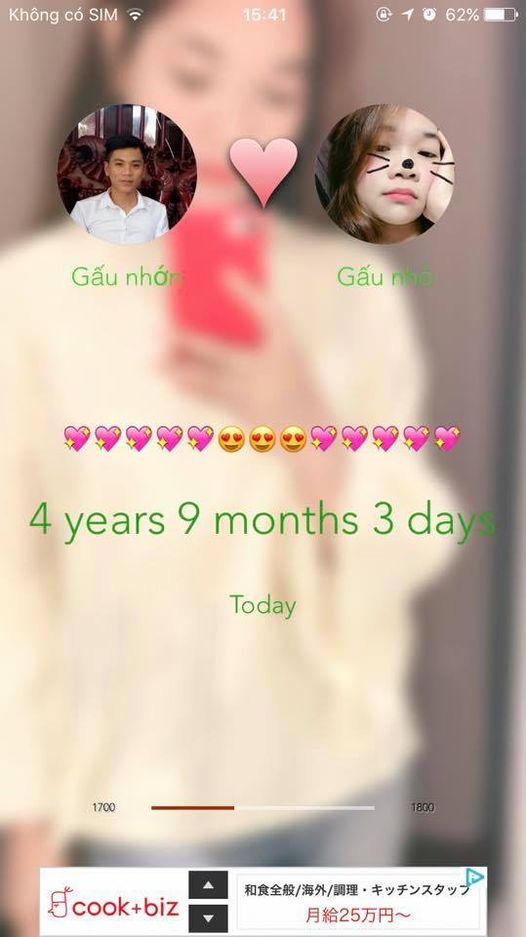 Không có SIM 15:41 62%
Gấu nhớn Gấu nhỏ
4 years 9 months 3 days
Today
1700 1800
cook+biz
和食全般/海外/調理・キッチンスタッフ
月給25万円〜